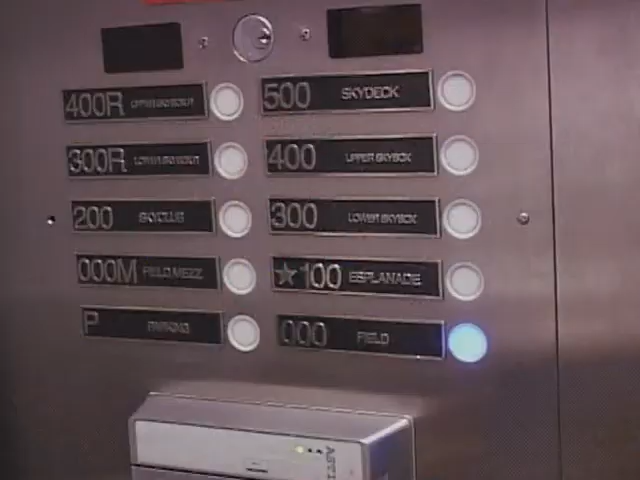 400R
500 SKYDECK
300R
400 UPPER SKYBOX
200 SKYCLUB
300 LOWER SKYBOX
000M FIELD MEZZ
★100 ESPLANADE
P PARKING
000 FIELD